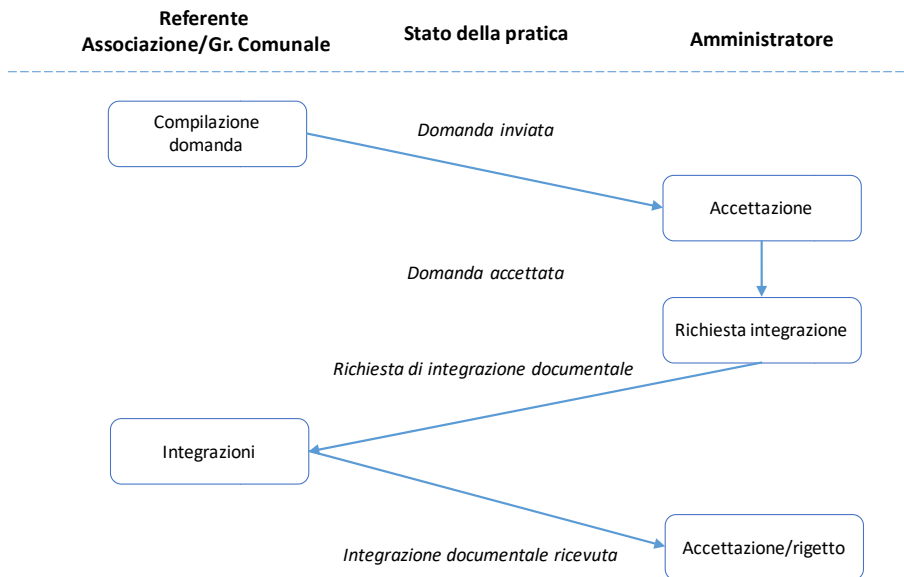 Referente
Associazione/Gr. Comunale
Stato della pratica
Amministratore
Compilazione
domanda
Domanda inviata
Accettazione
Domanda accettata
Richiesta integrazione
Richiesta di integrazione documentale
Integrazioni
Integrazione documentale ricevuta
Accettazione/rigetto